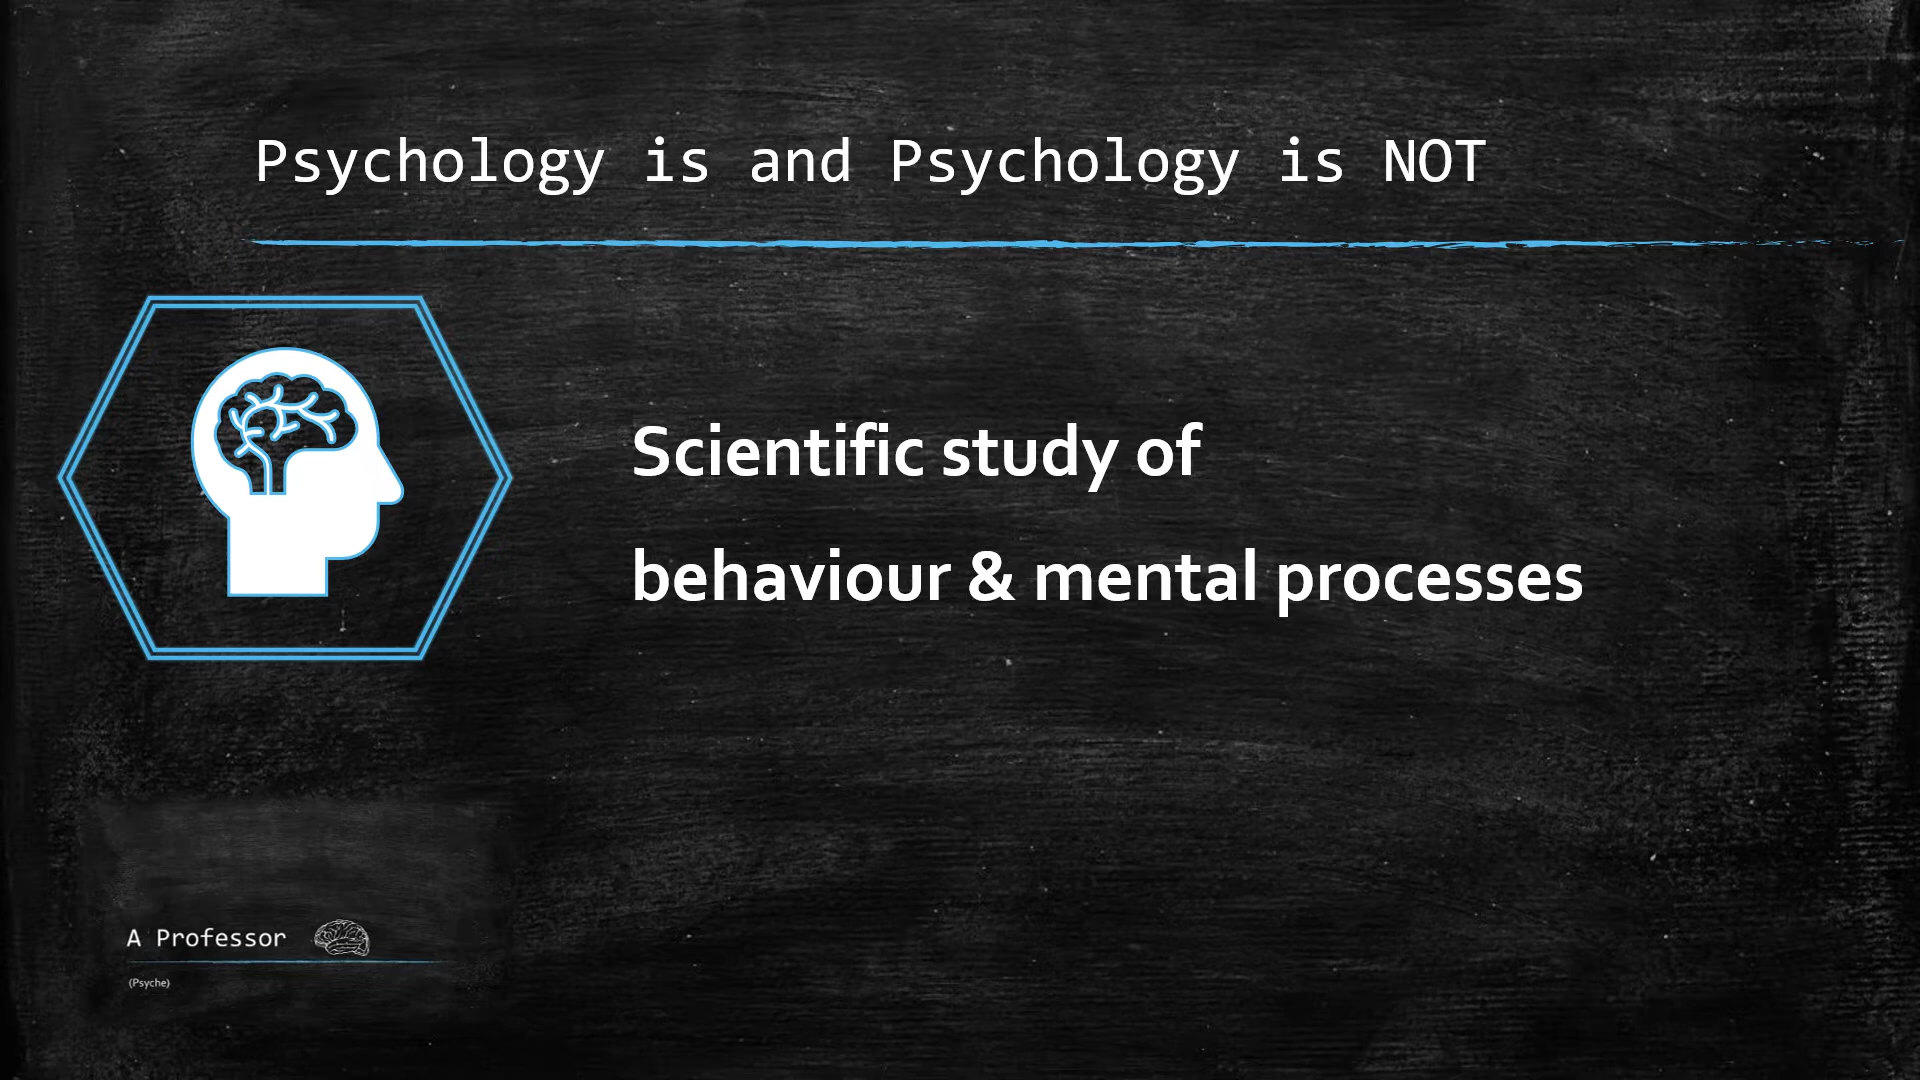 Psychology is and Psychology is NOT
Scientific study of
behaviour & mental processes
A Professor
(Psyche)